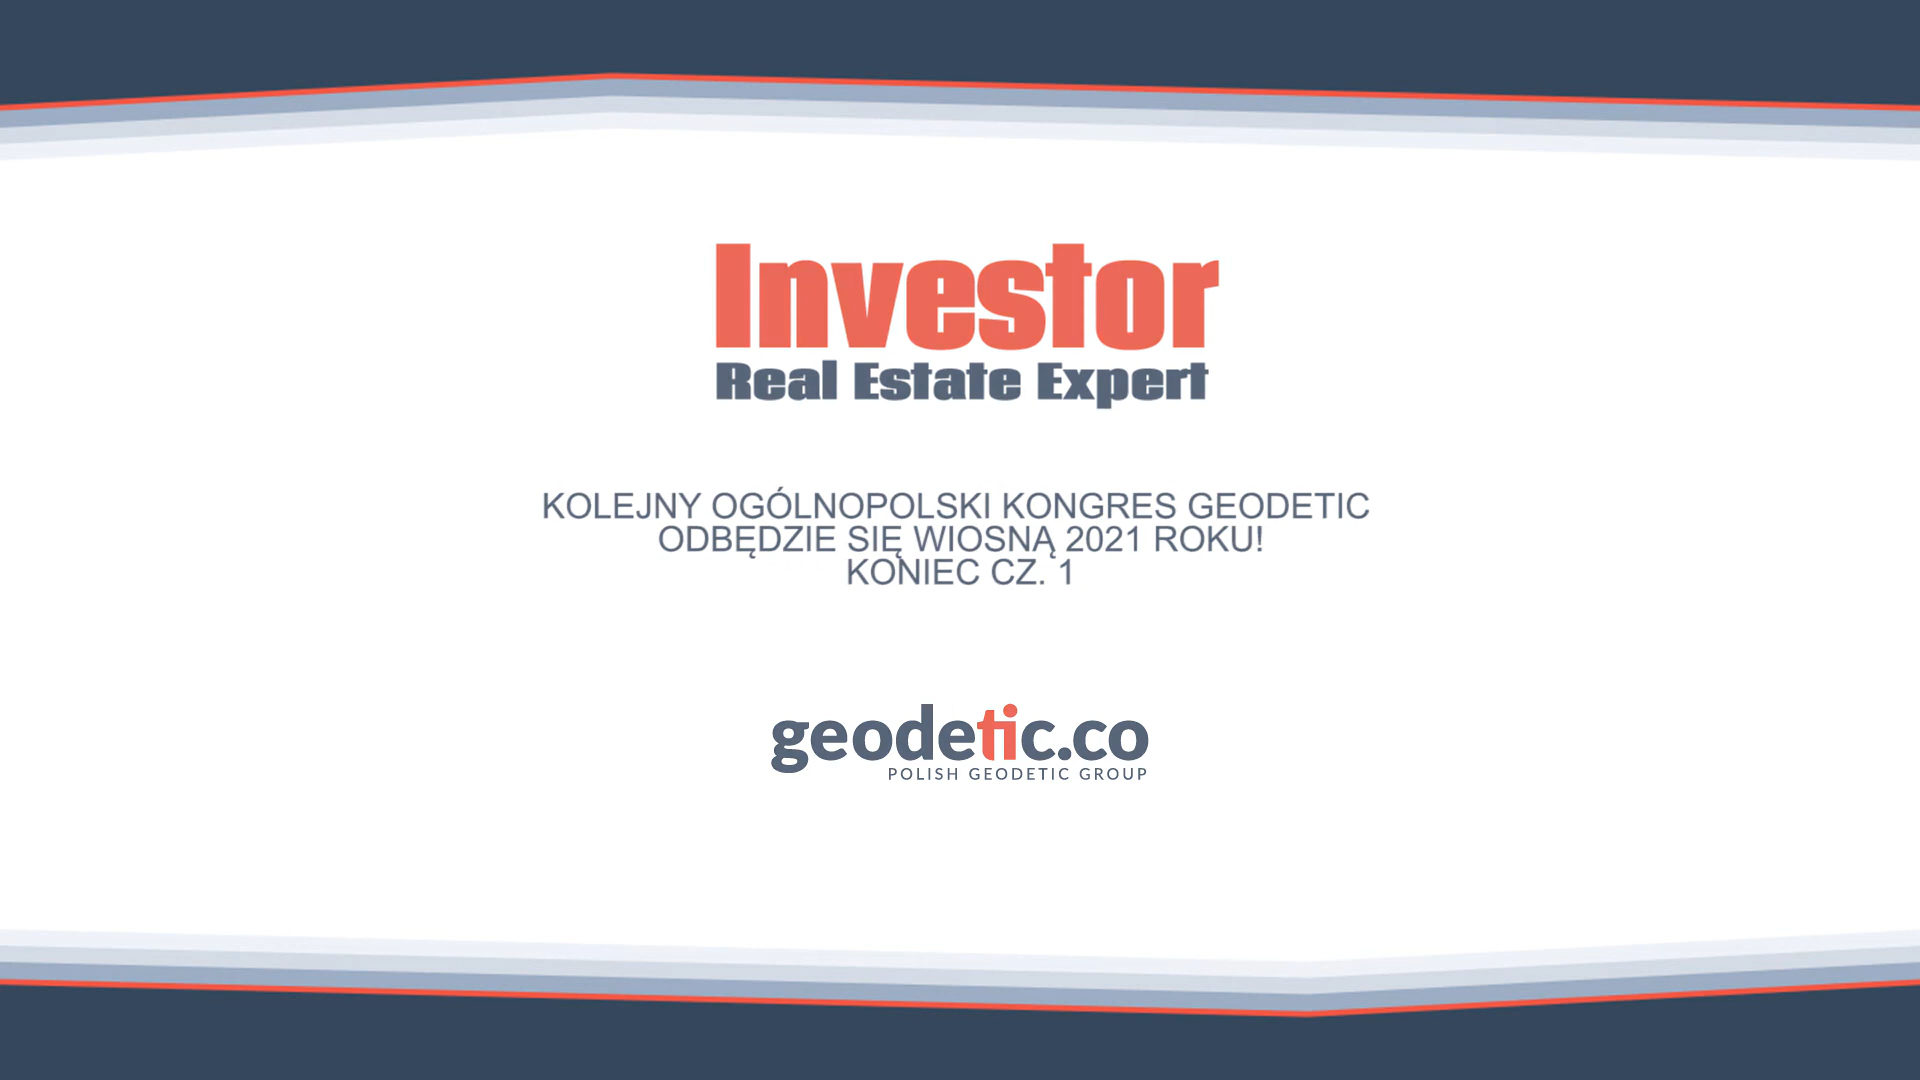 Investor
Real Estate Expert
KOLEJNY OGÓLNOPOLSKI KONGRES GEODETIC
ODBĘDZIE SIĘ WIOSNĄ 2021 ROKU!
KONIEC CZ. 1
geodetic.co
POLISH GEODETIC GROUP